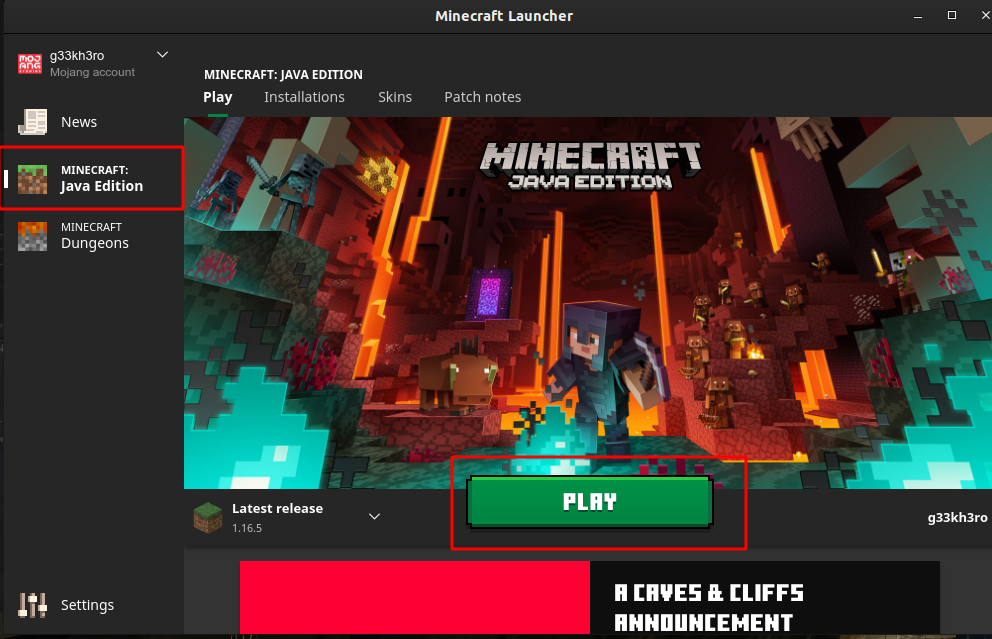 Minecraft Launcher
MOJANG
g33kh3ro
Mojang account
News
MINECRAFT:
Java Edition
MINECRAFT
Dungeons
Settings
MINECRAFT: JAVA EDITION
Play Installations Skins Patch notes
MINECRAFT
JAVA EDITION
Latest release
1.16.5
PLAY
g33kh3ro
A CAVES & CLIFFS
ANNOUNCEMENT